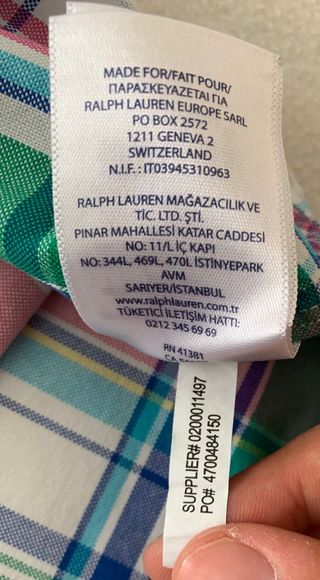 MADE FOR/FAIT POUR/
ΠΑΡΑΣΚΕΥΑΖΕΤΑΙ ΓΙΑ
RALPH LAUREN EUROPE SARL
PO BOX 2572
1211 GENEVA 2
SWITZERLAND
N.I.F. : IT03945310963
RALPH LAUREN MAĞAZACILIK VE
TİC. LTD. ŞTİ.
PINAR MAHALLESİ KATAR CADDESİ
NO: 11/L İÇ KAPI
NO: 344L, 469L, 470L İSTİNYEPARK
AVM
SARIYER/İSTANBUL
www.ralphlauren.com.tr
TÜKETİCİ İLETİŞİM HATTI:
0212 345 69 69
RN 41381
CA
SUPPLIER# 0200011497
PO# 4700484150